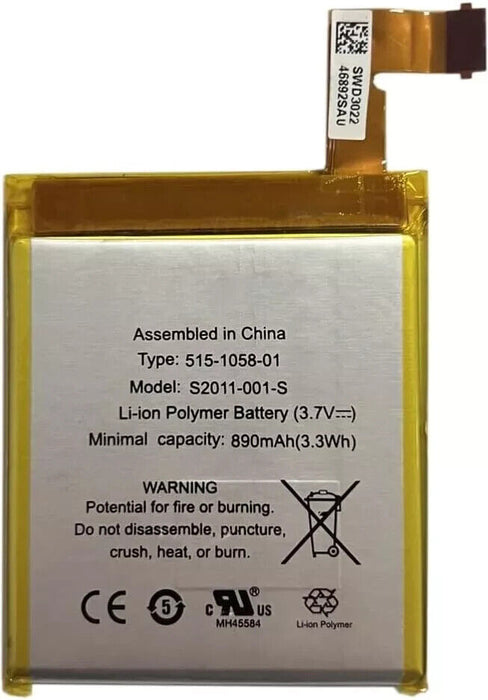 SWD3022
46892SAU
Assembled in China
Type: 515-1058-01
Model: S2011-001-S
Li-ion Polymer Battery (3.7V⎓)
Minimal capacity: 890mAh(3.3Wh)
WARNING
Potential for fire or burning.
Do not disassemble, puncture,
crush, heat, or burn.
CE
5
c RU® US
MH45584
Li-ion Polymer